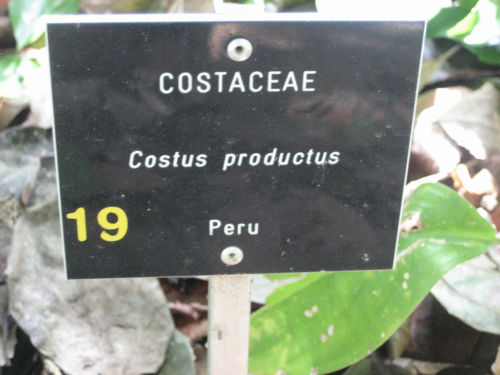 COSTACEAE
Costus productus
19
Peru